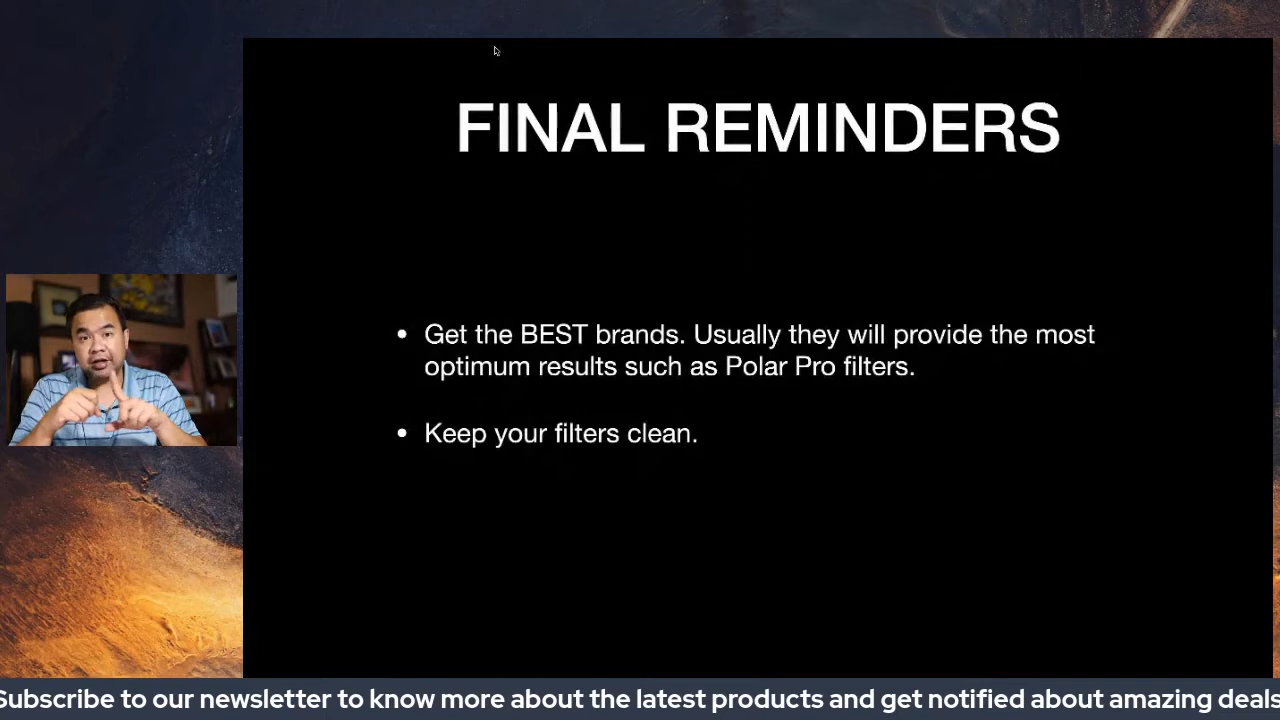 FINAL REMINDERS
• Get the BEST brands. Usually they will provide the most
optimum results such as Polar Pro filters.
• Keep your filters clean.
Subscribe to our newsletter to know more about the latest products and get notified about amazing deals